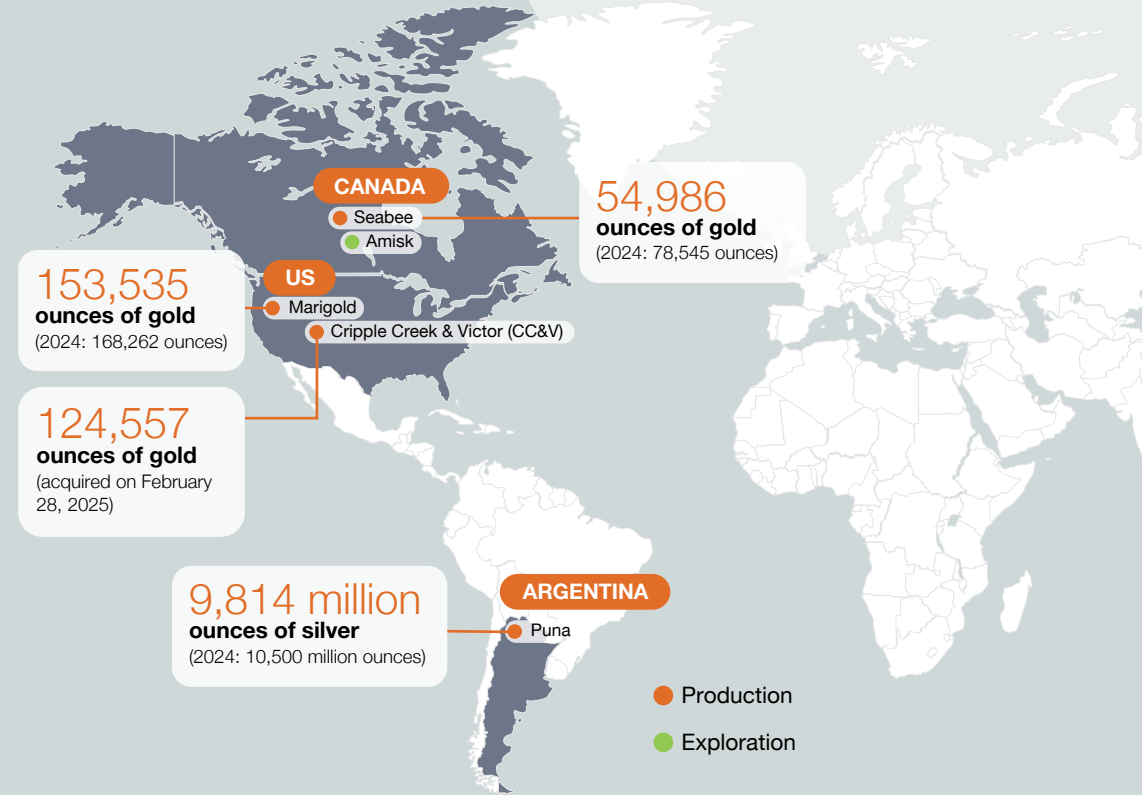 CANADA
Seabee
Amisk
54,986
ounces of gold
(2024: 78,545 ounces)
US
Marigold
Cripple Creek & Victor (CC&V)
153,535
ounces of gold
(2024: 168,262 ounces)
124,557
ounces of gold
(acquired on February
28, 2025)
9,814 million
ounces of silver
(2024: 10,500 million ounces)
ARGENTINA
Puna
Production
Exploration